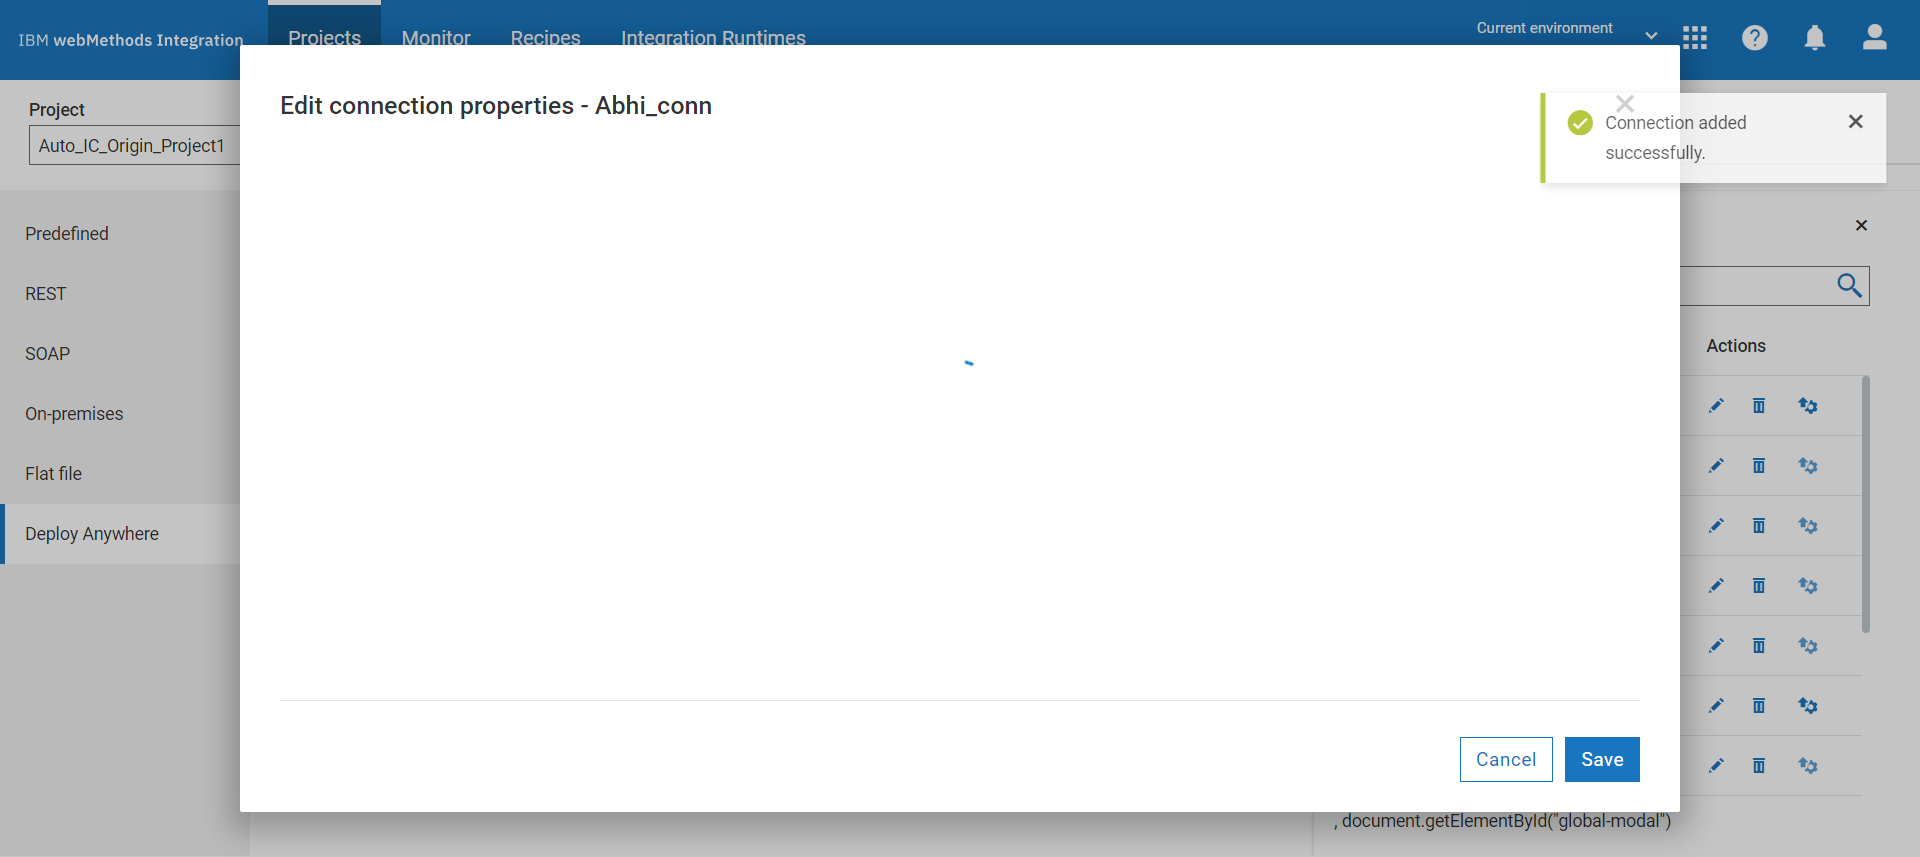 IBM webMethods Integration
Projects
Monitor
Recipes
Integration Runtimes
Current environment
Project
Auto_IC_Origin_Project1
Edit connection properties - Abhi_conn
Connection added
successfully.
Predefined
REST
SOAP
On-premises
Flat file
Deploy Anywhere
Actions
Cancel
Save
, document.getElementById("global-modal")